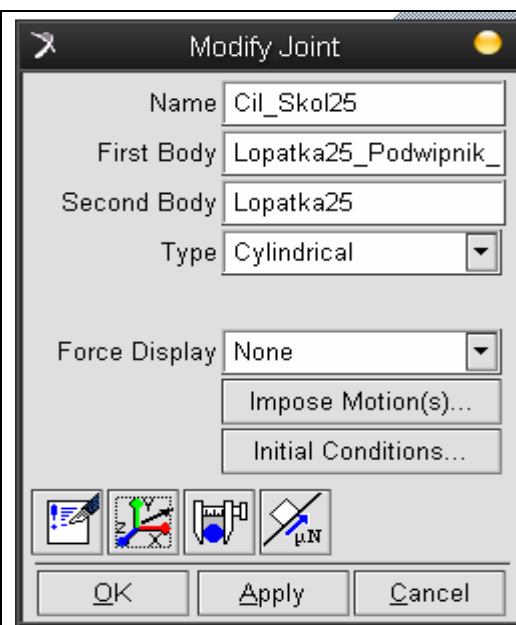 Modify Joint
Name Cil_Skol25
First Body Lopatka25_Podwipnik_
Second Body Lopatka25
Type Cylindrical
Force Display None
Impose Motion(s)...
Initial Conditions...
Z Y X μN
OK Apply Cancel